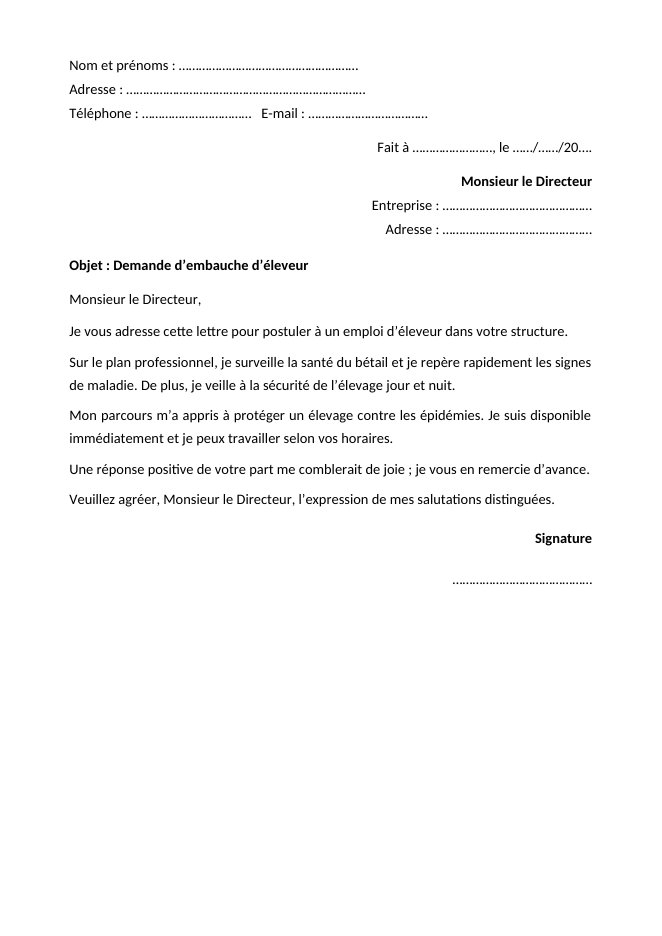 Nom et prénoms : ……………………………………………….
Adresse : ……………………………………………………………….
Téléphone : ……………………………. E-mail : ………………………………
Fait à ……………………, le ……/……/20….
Monsieur le Directeur
Entreprise : ………………………………………
Adresse : ………………………………………
Objet : Demande d’embauche d’éleveur
Monsieur le Directeur,
Je vous adresse cette lettre pour postuler à un emploi d’éleveur dans votre structure.
Sur le plan professionnel, je surveille la santé du bétail et je repère rapidement les signes
de maladie. De plus, je veille à la sécurité de l’élevage jour et nuit.
Mon parcours m’a appris à protéger un élevage contre les épidémies. Je suis disponible
immédiatement et je peux travailler selon vos horaires.
Une réponse positive de votre part me comblerait de joie ; je vous en remercie d’avance.
Veuillez agréer, Monsieur le Directeur, l’expression de mes salutations distinguées.
Signature
……………………………………